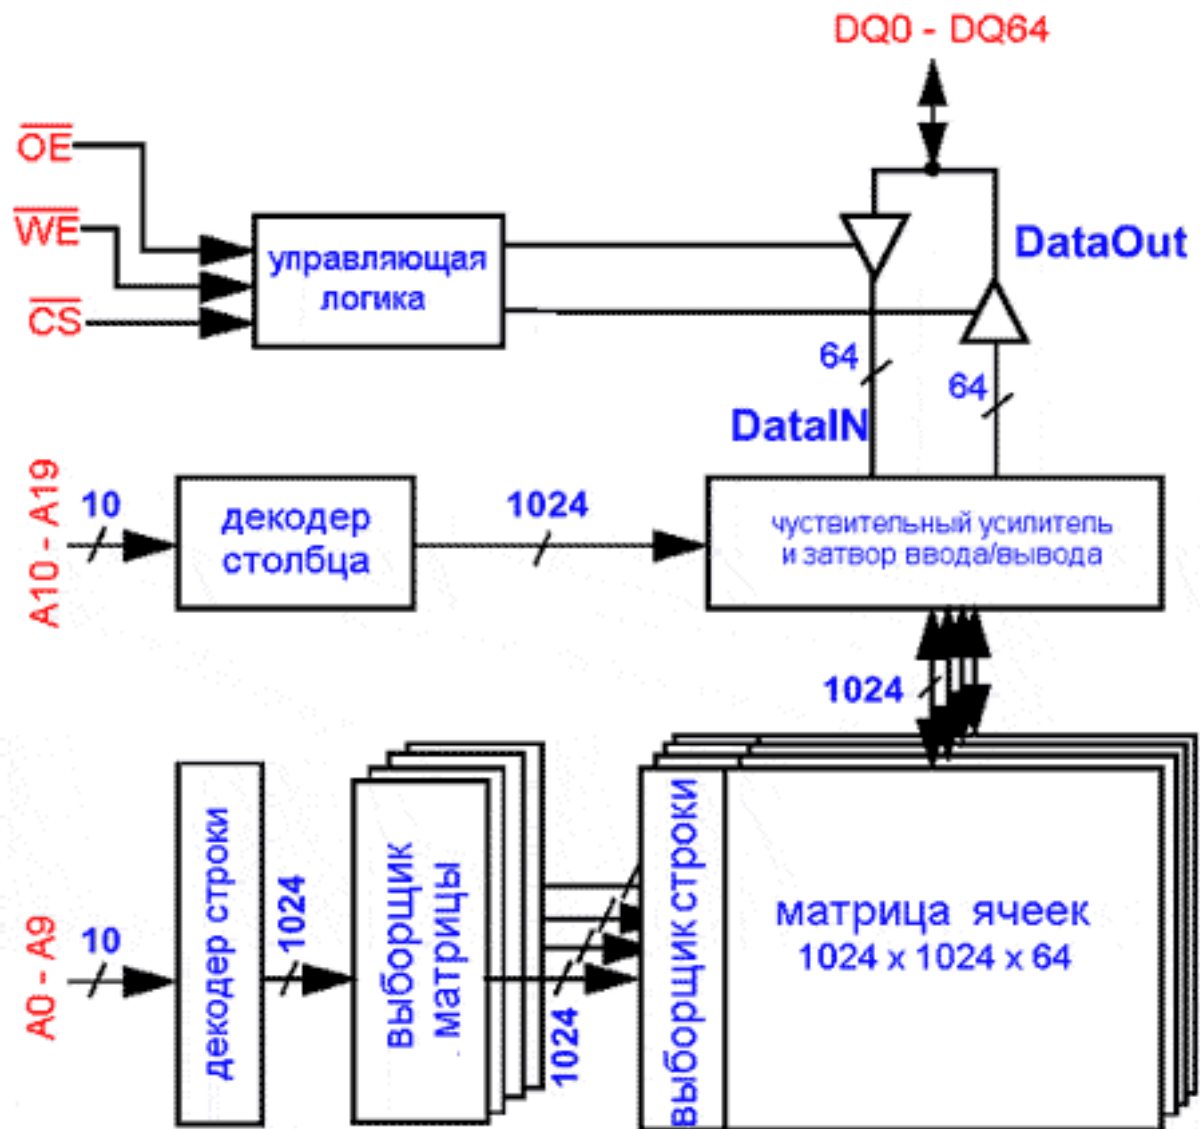 DQ0 - DQ64
OE
WE
CS
управляющая
логика
DataOut
64
64
DataIN
A10 - A19
10
декодер
столбца
1024
чуствительный усилитель
и затвор ввода/вывода
1024
A0 - A9
10
декодер строки
1024
выборщик
матрицы
1024
выборщик строки
матрица ячеек
1024 x 1024 x 64